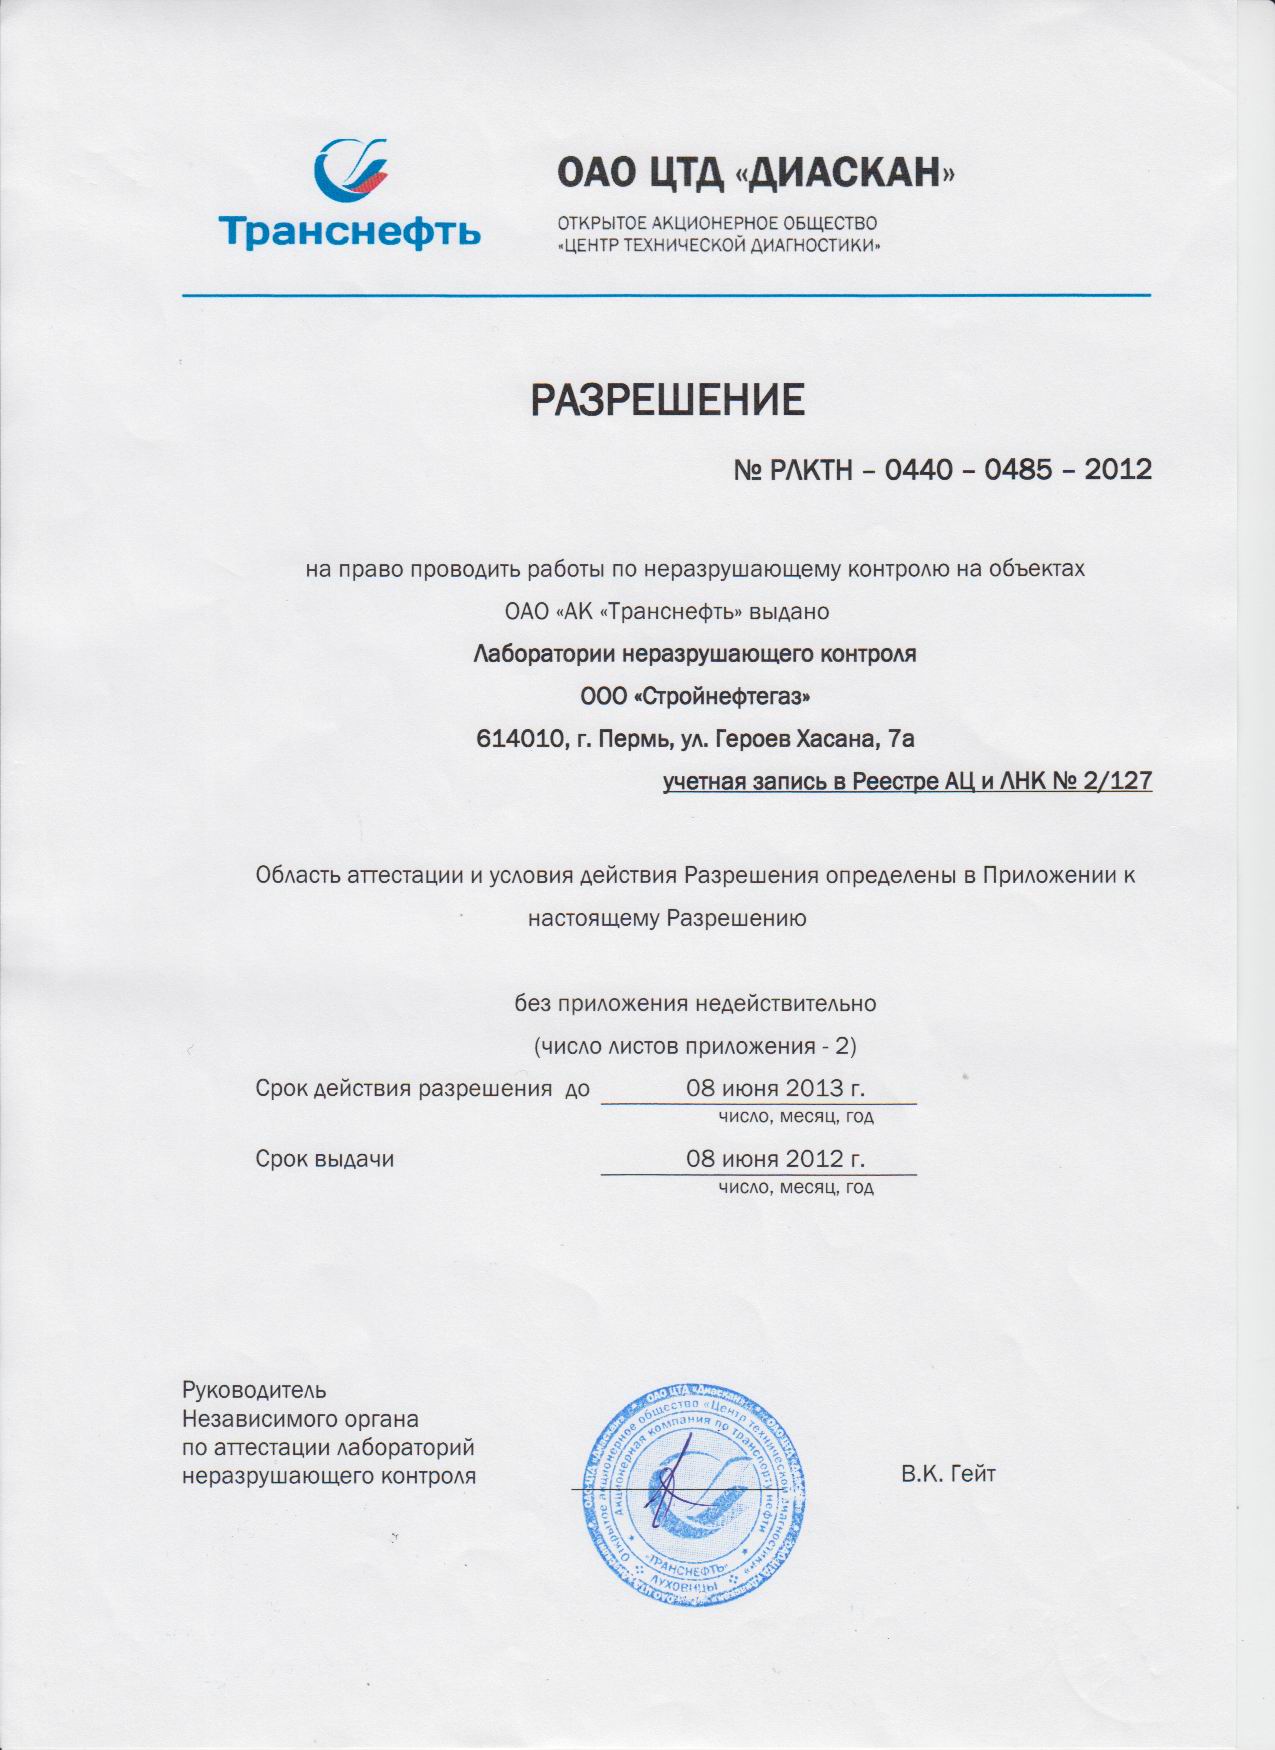 Транснефть
ОАО ЦТД «ДИАСКАН»
ОТКРЫТОЕ АКЦИОНЕРНОЕ ОБЩЕСТВО
«ЦЕНТР ТЕХНИЧЕСКОЙ ДИАГНОСТИКИ»
РАЗРЕШЕНИЕ
№ РЛКТН – 0440 – 0485 – 2012
на право проводить работы по неразрушающему контролю на объектах
ОАО «АК «Транснефть» выдано
Лаборатории неразрушающего контроля
ООО «Стройнефтегаз»
614010, г. Пермь, ул. Героев Хасана, 7а
учетная запись в Реестре АЦ и ЛНК № 2/127
Область аттестации и условия действия Разрешения определены в Приложении к
настоящему Разрешению
без приложения недействительно
(число листов приложения - 2)
Срок действия разрешения до 08 июня 2013 г.
число, месяц, год
Срок выдачи 08 июня 2012 г.
число, месяц, год
Руководитель
Независимого органа
по аттестации лабораторий
неразрушающего контроля
В.К. Гейт
ОАО ЦТД «Диаскан»
Открытое акционерное общество «Центр технической диагностики»
Акционерная компания по транспорту нефти
«ТРАНСНЕФТЬ»
ЛУХОВИЦЫ